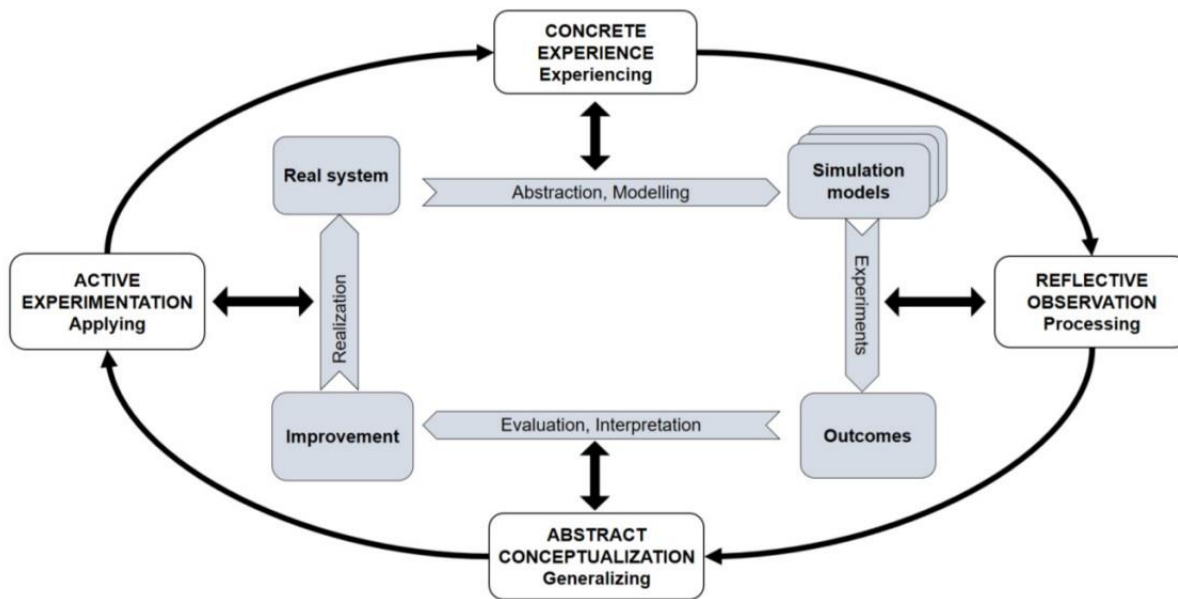 CONCRETE
EXPERIENCE
Experiencing
Real system
Abstraction, Modelling
Simulation
models
ACTIVE
EXPERIMENTATION
Applying
Realization
Experiments
REFLECTIVE
OBSERVATION
Processing
Improvement
Evaluation, Interpretation
Outcomes
ABSTRACT
CONCEPTUALIZATION
Generalizing